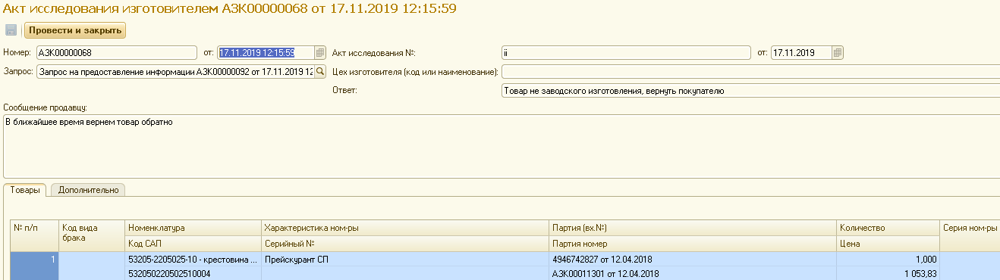 Акт исследования изготовителем АЗК00000068 от 17.11.2019 12:15:59
Провести и закрыть
Номер: АЗК00000068 от: 17.11.2019 12:15:59 Акт исследования №: ii от: 17.11.2019
Запрос: Запрос на предоставление информации АЗК00000092 от 17.11.2019 12 Цех изготовителя (код или наименование):
Ответ: Товар не заводского изготовления, вернуть покупателю
Сообщение продавцу:
В ближайшее время вернем товар обратно
Товары Дополнительно
№ п/п Код вида брака Номенклатура Характеристика ном-ры Партия (вх.№) Количество Серия ном-ры
Код САП Серийный № Партия номер Цена
1 53205-2205025-10 - крестовина ... Прейскурант СП 4946742827 от 12.04.2018 1,000
532050220502510004 АЗК00011301 от 12.04.2018 1 053,83